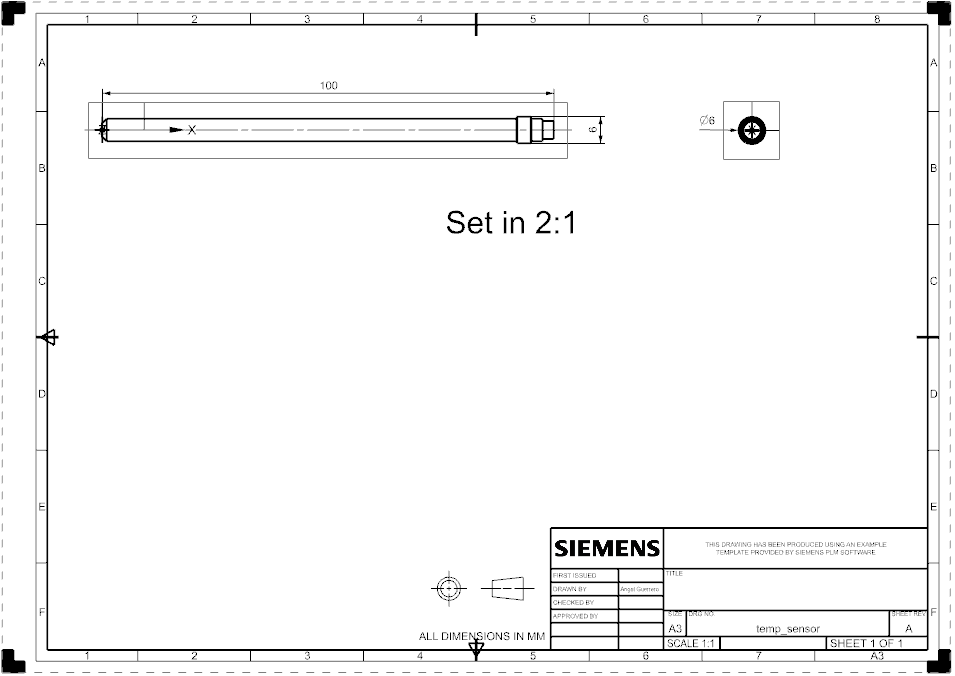 1 2 3 4 5 6 7 8
A A
100
X
6
Ø6
B B
Set in 2:1
C C
D D
E E
SIEMENS
THIS DRAWING HAS BEEN PRODUCED USING AN EXAMPLE
TEMPLATE PROVIDED BY SIEMENS PLM SOFTWARE
FIRST ISSUED
TITLE
DRAWN BY
Angel Guerrero
CHECKED BY
APPROVED BY
F F
SIZE
DRG NO.
SHEET REV
A3
temp_sensor
A
ALL DIMENSIONS IN MM
SCALE 1:1
SHEET 1 OF 1
1 2 3 4 5 6 7 A3